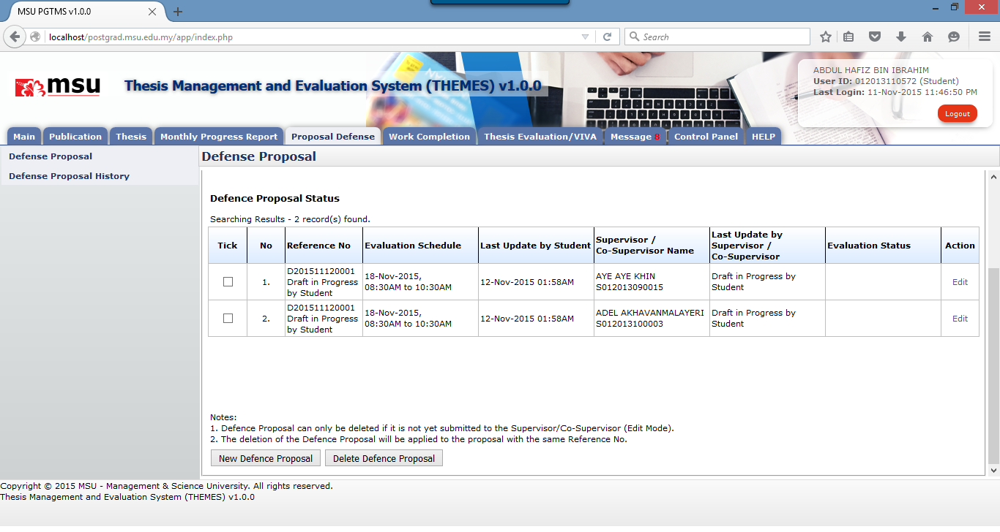 MSU PGTMS v1.0.0
localhost/postgrad.msu.edu.my/app/index.php
Search
msu
Thesis Management and Evaluation System (THEMES) v1.0.0
ABDUL HAFIZ BIN IBRAHIM
User ID: 012013110572 (Student)
Last Login: 11-Nov-2015 11:46:50 PM
Logout
Main Publication Thesis Monthly Progress Report Proposal Defense Work Completion Thesis Evaluation/VIVA Message 8 Control Panel HELP
Defense Proposal
Defense Proposal History
Defense Proposal
Defence Proposal Status
Searching Results - 2 record(s) found.
Tick No Reference No Evaluation Schedule Last Update by Student Supervisor / Co-Supervisor Name Last Update by Supervisor / Co-Supervisor Evaluation Status Action
1. D201511120001 Draft in Progress by Student 18-Nov-2015, 08:30AM to 10:30AM 12-Nov-2015 01:58AM AYE AYE KHIN S012013090015 Draft in Progress by Student Edit
2. D201511120001 Draft in Progress by Student 18-Nov-2015, 08:30AM to 10:30AM 12-Nov-2015 01:58AM ADEL AKHAVANMALAYERI S012013100003 Draft in Progress by Student Edit
Notes:
1. Defence Proposal can only be deleted if it is not yet submitted to the Supervisor/Co-Supervisor (Edit Mode).
2. The deletion of the Defence Proposal will be applied to the proposal with the same Reference No.
New Defence Proposal Delete Defence Proposal
Copyright © 2015 MSU - Management & Science University. All rights reserved.
Thesis Management and Evaluation System (THEMES) v1.0.0